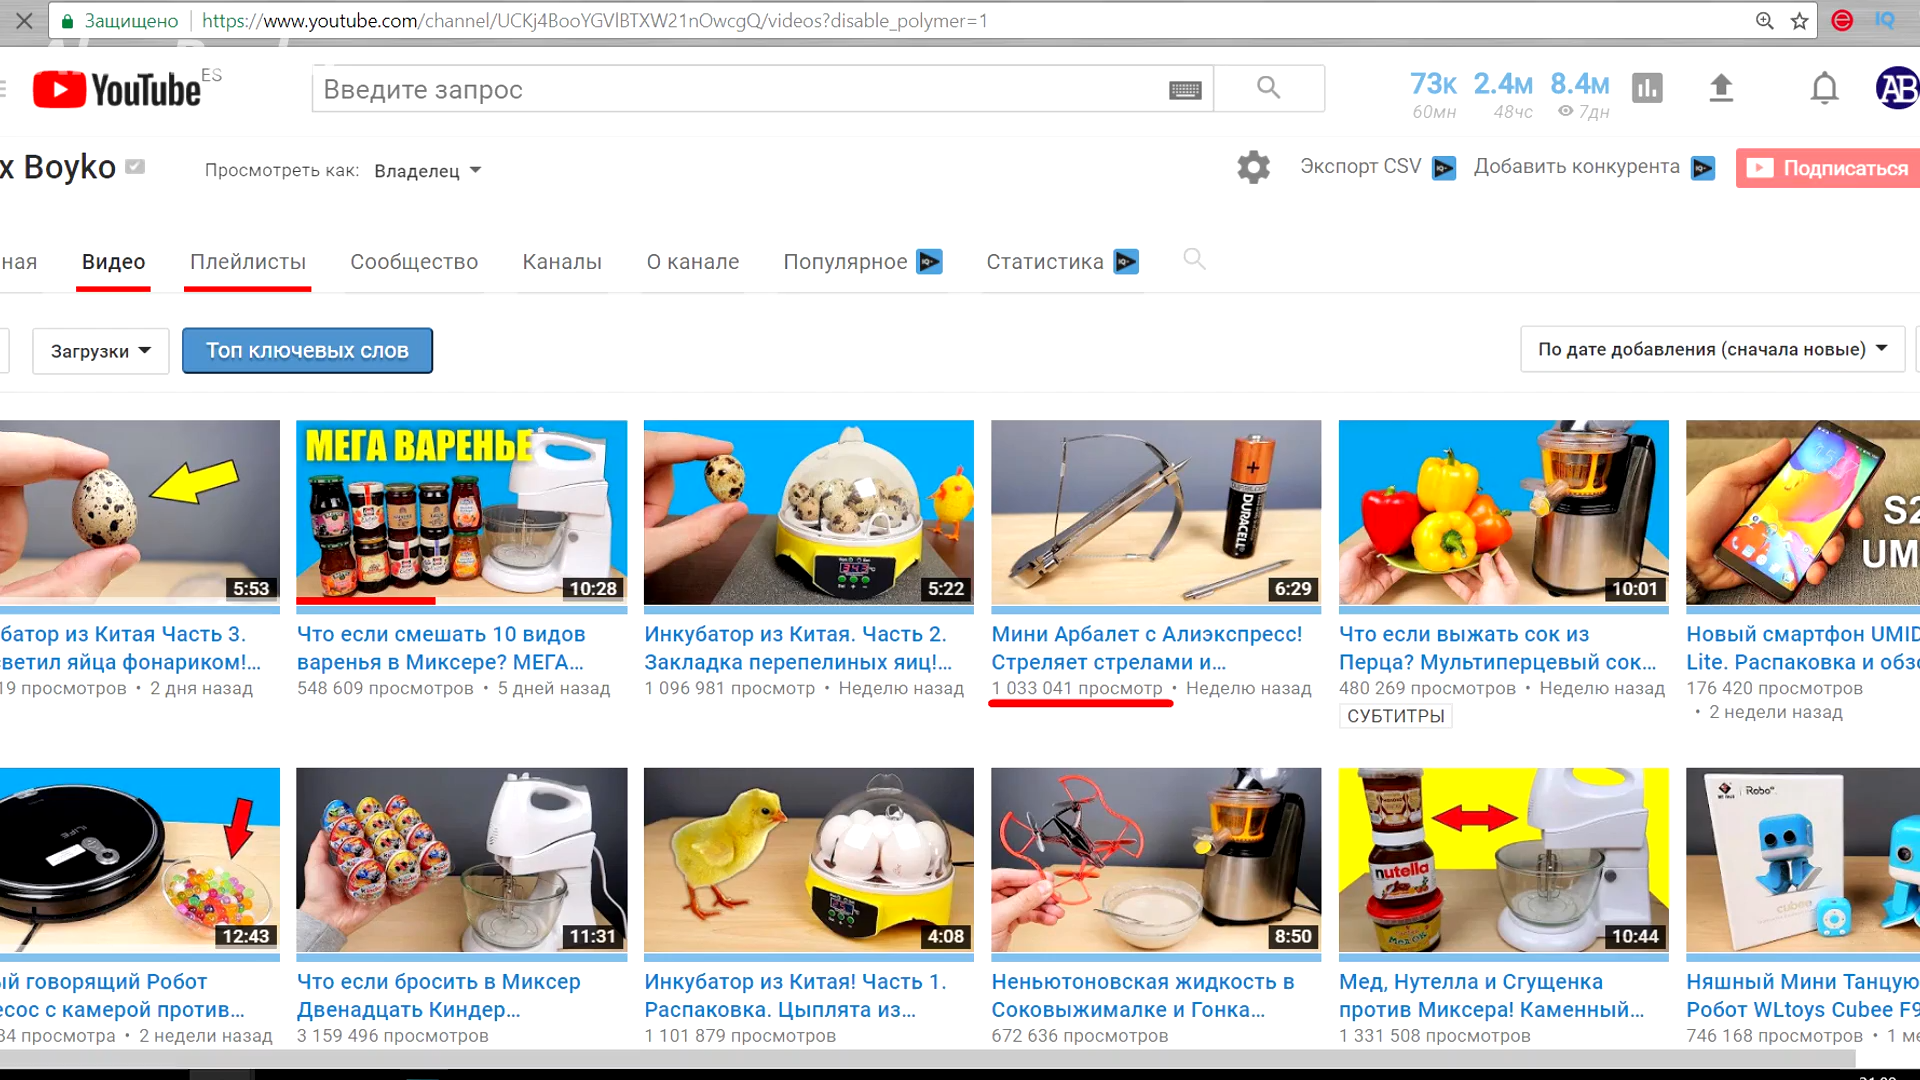 Защищено
https://www.youtube.com/channel/UCKj4BooYGVlBTXW21nOwcgQ/videos?disable_polymer=1
YouTube ES
Введите запрос
73к 2.4м 8.4м
60мн 48чс 7дн
AB
x Boyko
Просмотреть как: Владелец
Экспорт CSV
Добавить конкурента
Подписаться
ная Видео Плейлисты Сообщество Каналы О канале Популярное Статистика
Загрузки
Топ ключевых слов
По дате добавления (сначала новые)
5:53
МЕГА ВАРЕНЬЕ
10:28
5:22
DURACELL
6:29
10:01
S2
UMI
батор из Китая Часть 3.
светил яйца фонариком!...
19 просмотров • 2 дня назад
Что если смешать 10 видов
варенья в Миксере? МЕГА...
548 609 просмотров • 5 дней назад
Инкубатор из Китая. Часть 2.
Закладка перепелиных яиц!...
1 096 981 просмотр • Неделю назад
Мини Арбалет с Алиэкспресс!
Стреляет стрелами и...
1 033 041 просмотр • Неделю назад
Что если выжать сок из
Перца? Мультиперцевый сок...
480 269 просмотров • Неделю назад
СУБТИТРЫ
Новый смартфон UMID
Lite. Распаковка и обзо
176 420 просмотров
• 2 недели назад
12:43
11:31
4:08
8:50
nutella
10:44
Robo
cubee
ый говорящий Робот
есос с камерой против...
34 просмотра • 2 недели назад
Что если бросить в Миксер
Двенадцать Киндер...
3 159 496 просмотров
Инкубатор из Китая! Часть 1.
Распаковка. Цыплята из...
1 101 879 просмотров
Неньютоновская жидкость в
Соковыжималке и Гонка...
672 636 просмотров
Мед, Нутелла и Сгущенка
против Миксера! Каменный...
1 331 508 просмотров
Няшный Мини Танцую
Робот WLtoys Cubee F9
746 168 просмотров • 1 ме